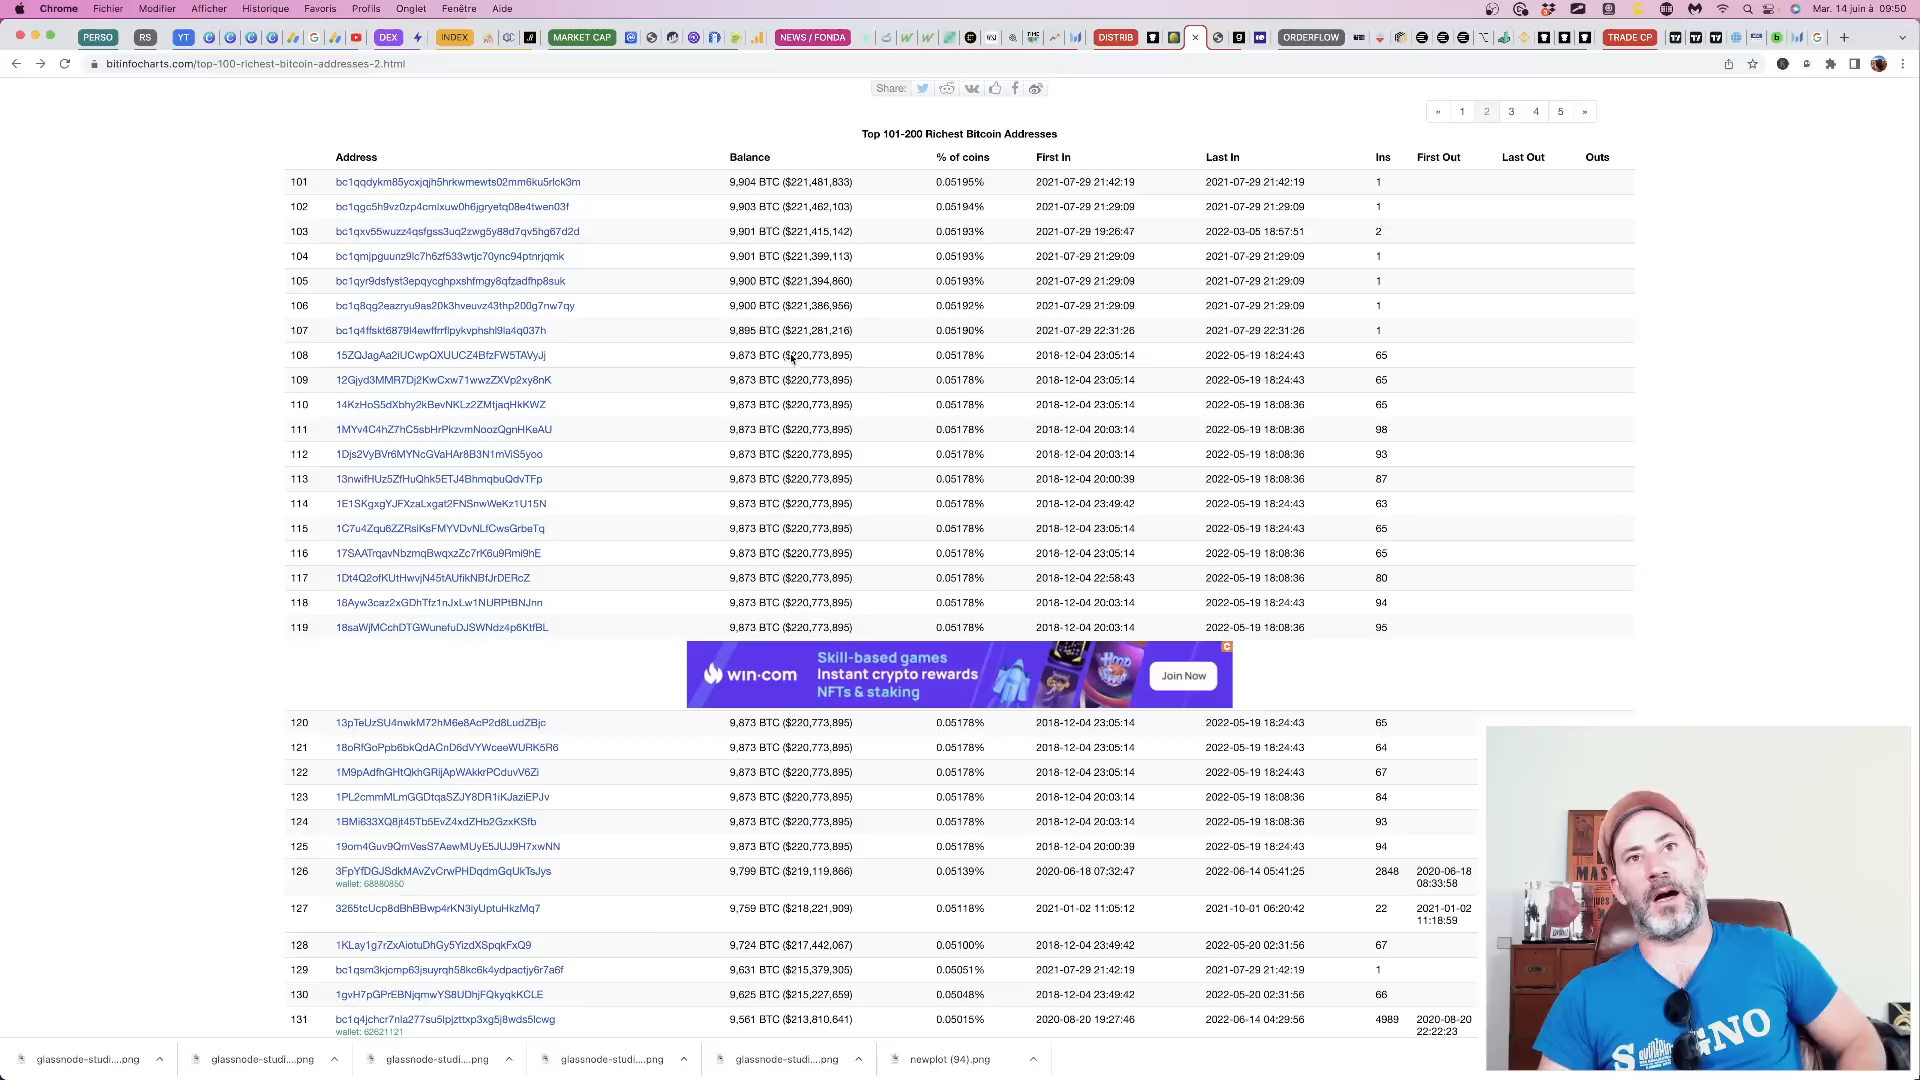 Chrome Fichier Modifier Afficher Historique Favoris Profils Onglet Fenêtre Aide Mar. 14 juin à 09:50
PERSO RS YT DEX INDEX MARKET CAP NEWS / FONDA DISTRIB ORDERFLOW TRADE CP
bitinfocharts.com/top-100-richest-bitcoin-addresses-2.html
Share:
« 1 2 3 4 5 »
Top 101-200 Richest Bitcoin Addresses
Address Balance % of coins First In Last In Ins First Out Last Out Outs
101 bc1qqdykm85ycxjqjh5hrkwmewts02mm6ku5rlck3m 9,904 BTC ($221,481,833) 0.05195% 2021-07-29 21:42:19 2021-07-29 21:42:19 1
102 bc1qgc5h9vz0zp4cmlxuw0h6jgryetq08e4twen03f 9,903 BTC ($221,462,103) 0.05194% 2021-07-29 21:29:09 2021-07-29 21:29:09 1
103 bc1qxv55wuzz4qsfgss3uq2zwg5y88d7qv5hg67d2d 9,901 BTC ($221,415,142) 0.05193% 2021-07-29 19:26:47 2022-03-05 18:57:51 2
104 bc1qmjpguunz9lc7h6zf533wtjc70ync94ptnrjqmk 9,901 BTC ($221,399,113) 0.05193% 2021-07-29 21:29:09 2021-07-29 21:29:09 1
105 bc1qyr9dsfyst3epqycghpxshfmgy8qfzadfhp8suk 9,900 BTC ($221,394,860) 0.05193% 2021-07-29 21:29:09 2021-07-29 21:29:09 1
106 bc1q8qg2eazryu9as20k3hveuvz43thp200g7nw7qy 9,900 BTC ($221,386,956) 0.05192% 2021-07-29 21:29:09 2021-07-29 21:29:09 1
107 bc1q4ffskt6879l4ewffrrflpykvphshl9la4q037h 9,895 BTC ($221,281,216) 0.05190% 2021-07-29 22:31:26 2021-07-29 22:31:26 1
108 15ZQJagAa2iUCwpQXUUCZ4BfzFW5TAVyJj 9,873 BTC ($220,773,895) 0.05178% 2018-12-04 23:05:14 2022-05-19 18:24:43 65
109 12Gjyd3MMR7Dj2KwCxw71wwzZXVp2xy8nK 9,873 BTC ($220,773,895) 0.05178% 2018-12-04 23:05:14 2022-05-19 18:24:43 65
110 14KzHoS5dXbhy2kBevNKLz2ZMtjaqHkKWZ 9,873 BTC ($220,773,895) 0.05178% 2018-12-04 23:05:14 2022-05-19 18:08:36 65
111 1MYv4C4hZ7hC5sbHrPkzvmNoozQgnHKeAU 9,873 BTC ($220,773,895) 0.05178% 2018-12-04 20:03:14 2022-05-19 18:08:36 98
112 1Djs2VyBVr6MYNcGVaHAr8B3N1mViS5yoo 9,873 BTC ($220,773,895) 0.05178% 2018-12-04 20:03:14 2022-05-19 18:08:36 93
113 13nwifHUz5ZfHuQhk5ETJ4BhmqbuQdvTFp 9,873 BTC ($220,773,895) 0.05178% 2018-12-04 20:00:39 2022-05-19 18:08:36 87
114 1E1SKgxgYJFXzaLxgat2FNSnwWeKz1U15N 9,873 BTC ($220,773,895) 0.05178% 2018-12-04 23:49:42 2022-05-19 18:24:43 63
115 1C7u4Zqu6ZZRsiKsFMYVDvNLfCwsGrbeTq 9,873 BTC ($220,773,895) 0.05178% 2018-12-04 23:05:14 2022-05-19 18:24:43 65
116 17SAATrqavNbzmqBwqxzZc7rK6u9Rmi9hE 9,873 BTC ($220,773,895) 0.05178% 2018-12-04 23:05:14 2022-05-19 18:08:36 65
117 1Dt4Q2ofKUtHwvjN45tAUfikNBfJrDERcZ 9,873 BTC ($220,773,895) 0.05178% 2018-12-04 22:58:43 2022-05-19 18:08:36 80
118 18Ayw3caz2xGDhTfz1nJxLw1NURPtBNJnn 9,873 BTC ($220,773,895) 0.05178% 2018-12-04 20:03:14 2022-05-19 18:24:43 94
119 18saWjMCchDTGWunefuDJSWNdz4p6KtfBL 9,873 BTC ($220,773,895) 0.05178% 2018-12-04 20:03:14 2022-05-19 18:08:36 95
Skill-based games
win·com Instant crypto rewards Join Now
NFTs & staking
120 13pTeUzSU4nwkM72hM6e8AcP2d8LudZBjc 9,873 BTC ($220,773,895) 0.05178% 2018-12-04 23:05:14 2022-05-19 18:24:43 65
121 18oRfGoPpb6bkQdACnD6dVYWceeWURK5R6 9,873 BTC ($220,773,895) 0.05178% 2018-12-04 23:05:14 2022-05-19 18:24:43 64
122 1M9pAdfhGHtQkhGRijApWAkkrPCduvV6Zi 9,873 BTC ($220,773,895) 0.05178% 2018-12-04 23:05:14 2022-05-19 18:24:43 67
123 1PL2cmmMLmGGDtqaSZJY8DR1iKJaziEPJv 9,873 BTC ($220,773,895) 0.05178% 2018-12-04 20:03:14 2022-05-19 18:08:36 84
124 1BMi633XQ8jt45Tb5EvZ4xdZHb2GzxKSfb 9,873 BTC ($220,773,895) 0.05178% 2018-12-04 20:03:14 2022-05-19 18:08:36 93
125 19om4Guv9QmVesS7AewMUyE5JUJ9H7xwNN 9,873 BTC ($220,773,895) 0.05178% 2018-12-04 20:00:39 2022-05-19 18:24:43 94
126 3FpYfDGJSdkMAvZvCrwPHDqdmGqUkTsJys 9,799 BTC ($219,119,866) 0.05139% 2020-06-18 07:32:47 2022-06-14 05:41:25 2848 2020-06-18
wallet: 68880850 08:33:58
127 3265tcUcp8dBhBBwp4rKN3iyUptuHkzMq7 9,759 BTC ($218,221,909) 0.05118% 2021-01-02 11:05:12 2021-10-01 06:20:42 22 2021-01-02
11:18:59
128 1KLay1g7rZxAiotuDhGy5YizdXSpqkFxQ9 9,724 BTC ($217,442,067) 0.05100% 2018-12-04 23:49:42 2022-05-20 02:31:56 67
129 bc1qsm3kjcmp63jsuyrqh58kc6k4ydpactjy6r7a6f 9,631 BTC ($215,379,305) 0.05051% 2021-07-29 21:42:19 2021-07-29 21:42:19 1
130 1gvH7pGPrEBNjqmwYS8UDhjFQkyqkKCLE 9,625 BTC ($215,227,659) 0.05048% 2018-12-04 23:49:42 2022-05-20 02:31:56 66
131 bc1q4jchcr7nla277su5lpjzttxp3xg5j8wds5lcwg 9,561 BTC ($213,810,641) 0.05015% 2020-08-20 19:27:46 2022-06-14 04:29:56 4989 2020-08-20
wallet: 62621121 22:22:23
glassnode-studi....png glassnode-studi....png glassnode-studi....png glassnode-studi....png glassnode-studi....png newplot (94).png